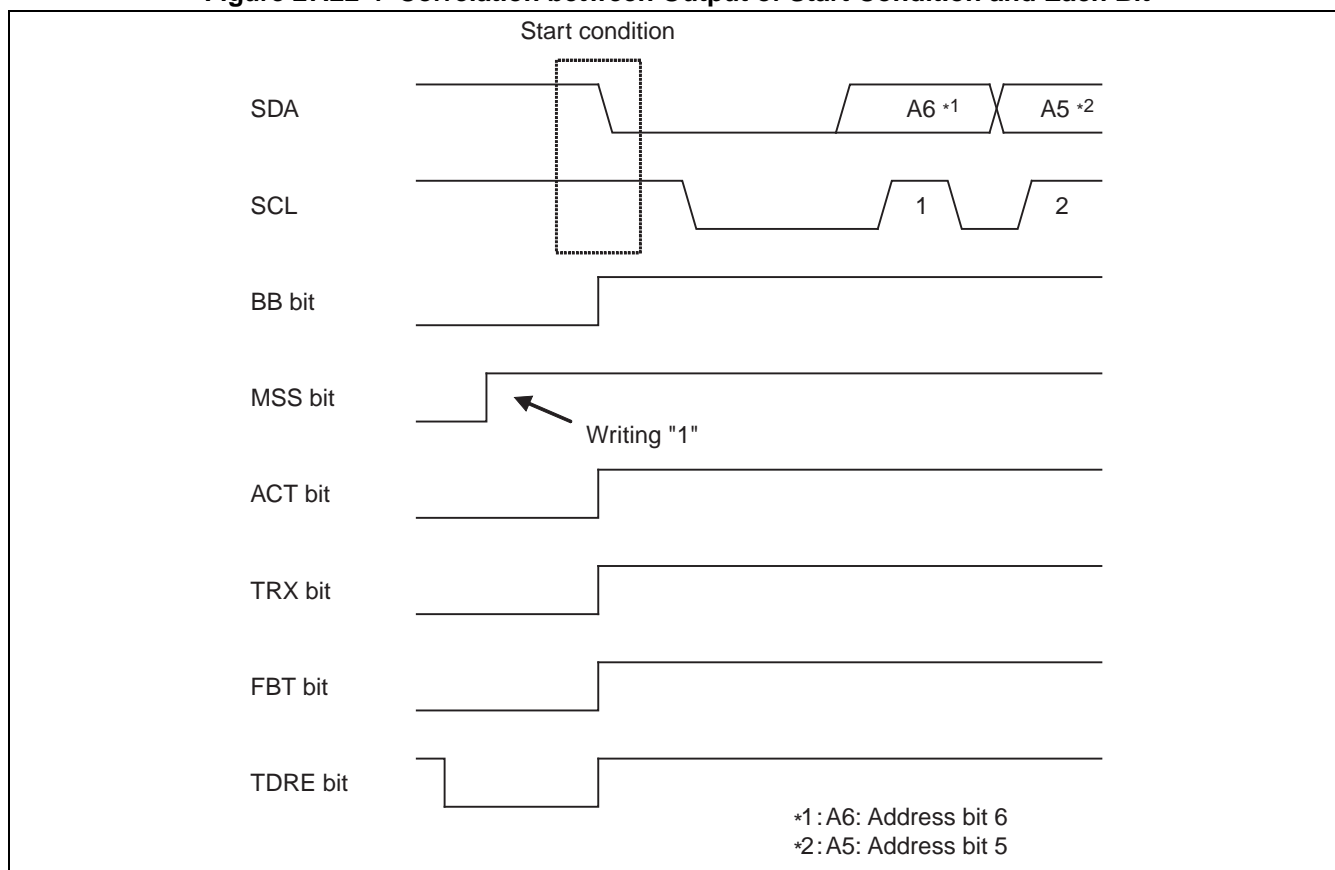 Start condition
SDA
A6 *1
A5 *2
SCL
1
2
BB bit
MSS bit
Writing "1"
ACT bit
TRX bit
FBT bit
TDRE bit
*1:A6: Address bit 6
*2:A5: Address bit 5